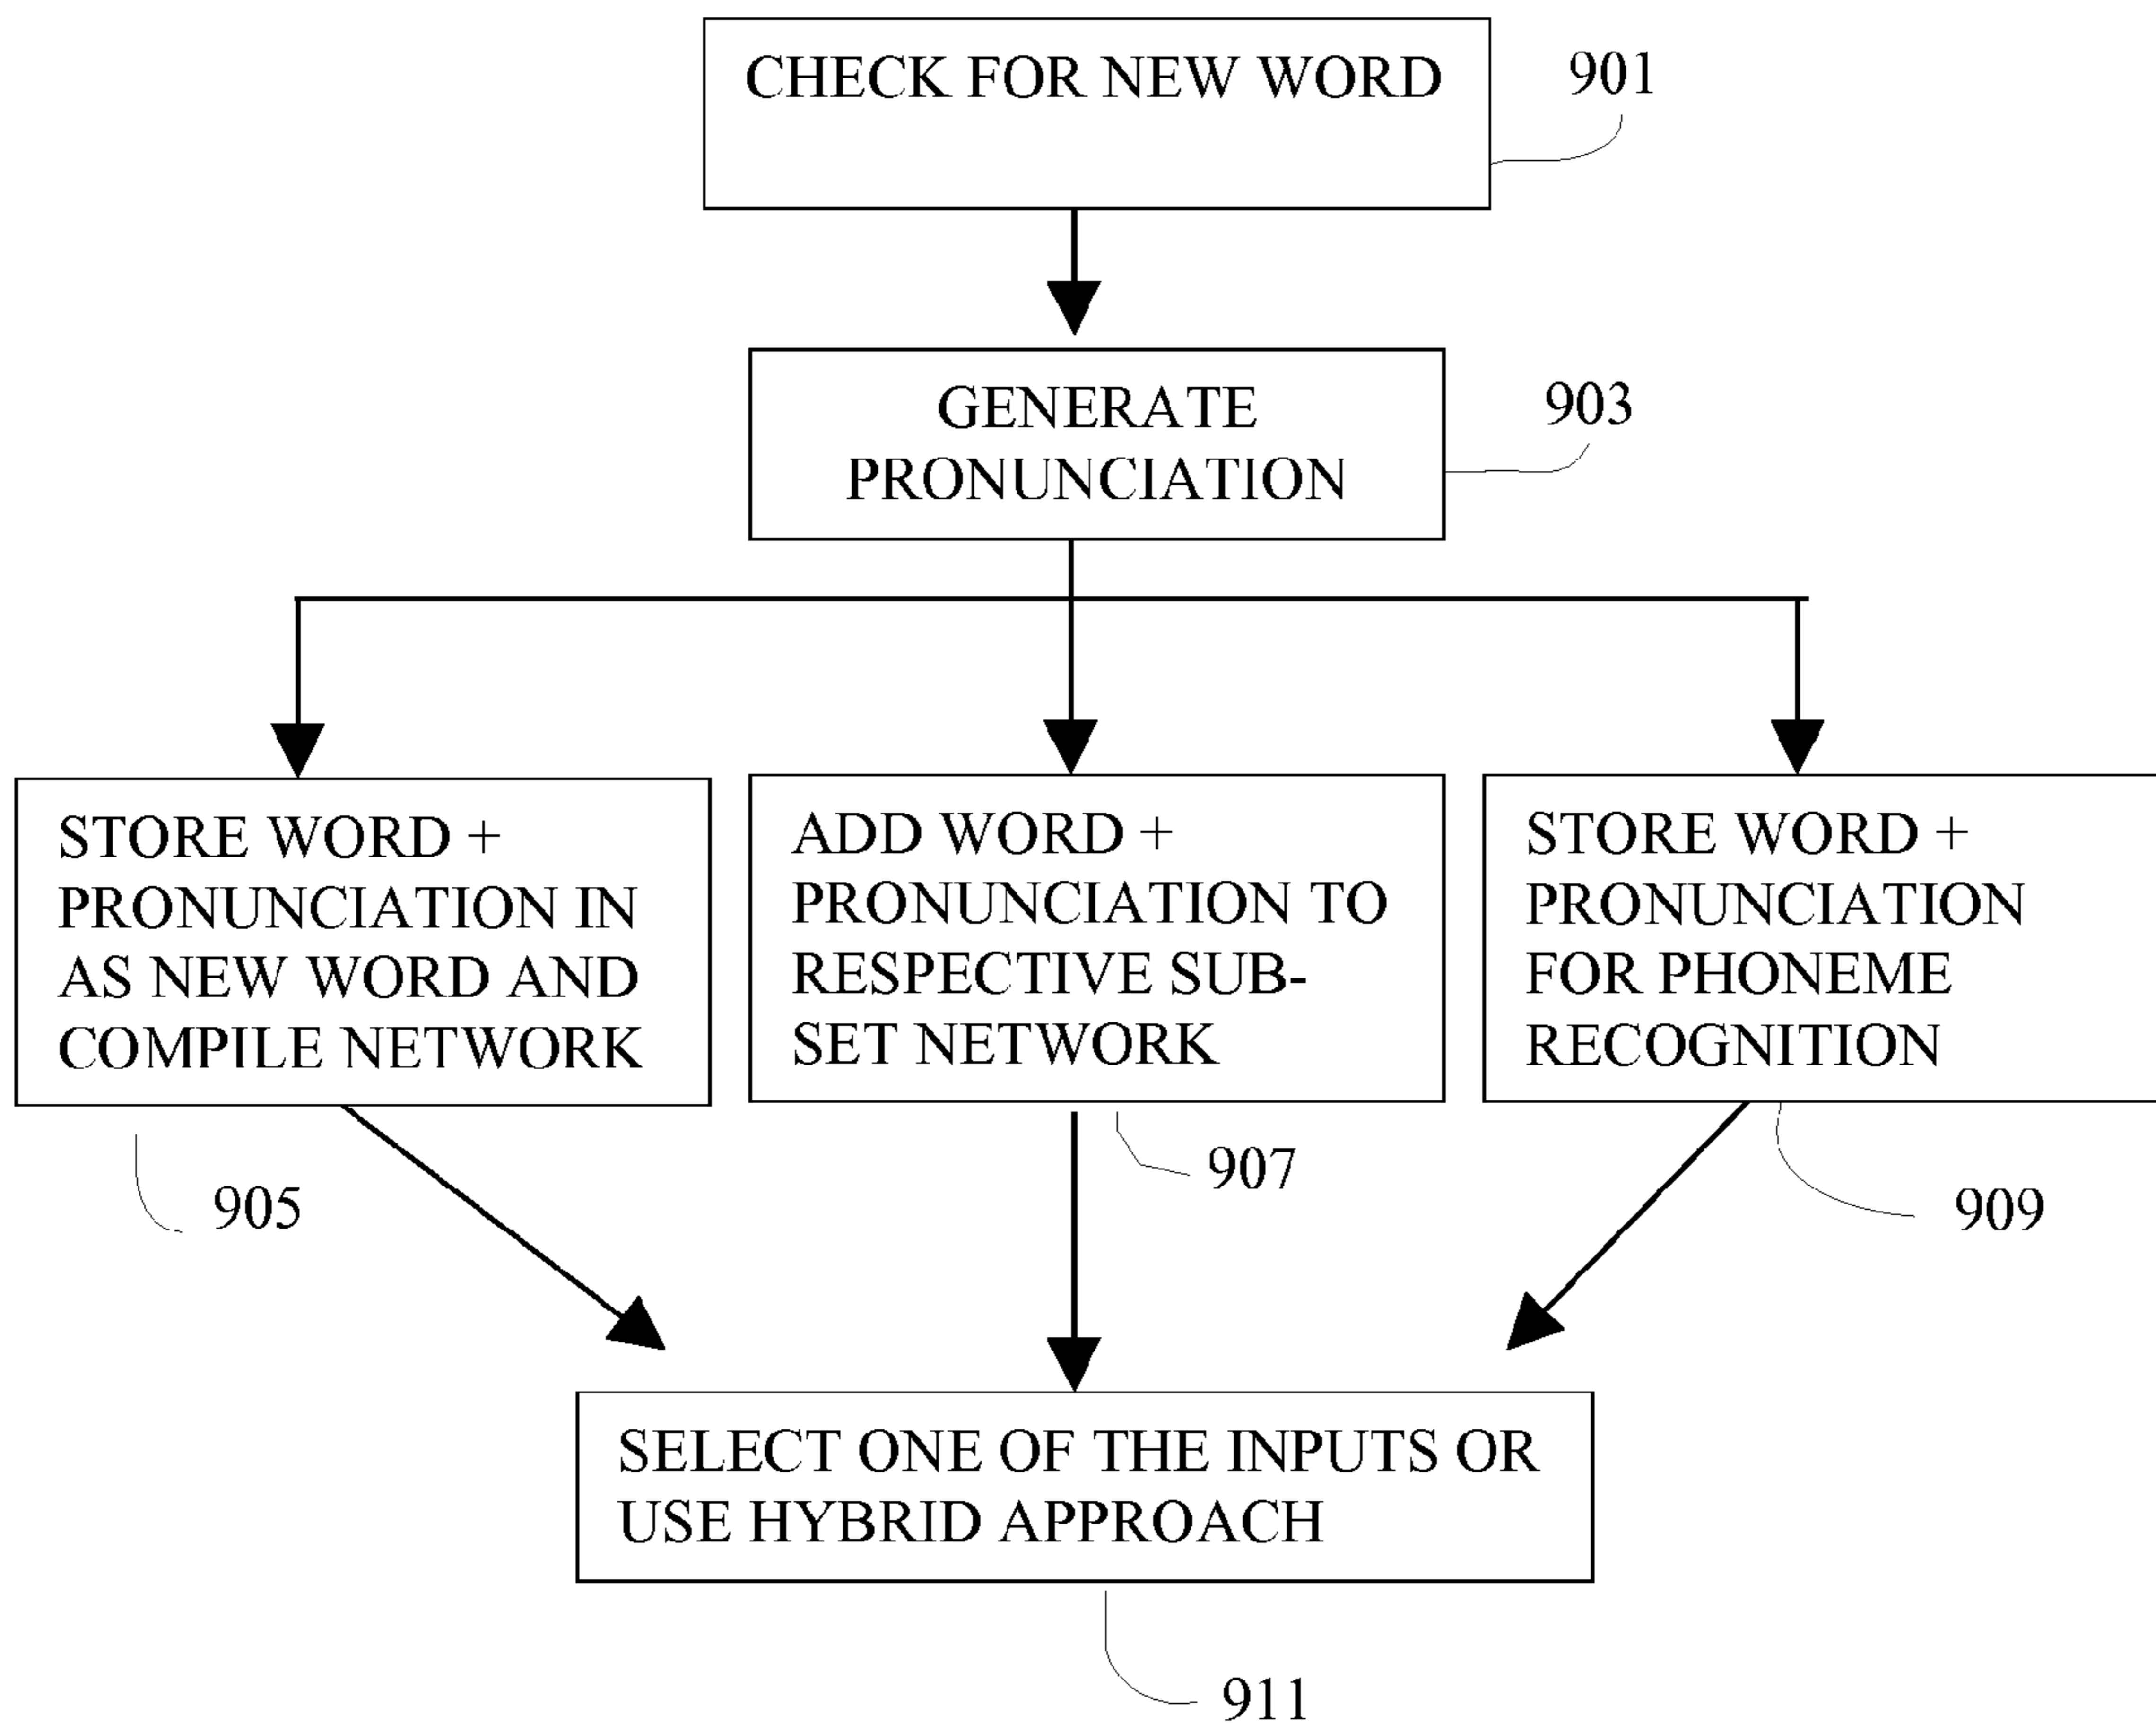 CHECK FOR NEW WORD
901
GENERATE
PRONUNCIATION
903
STORE WORD +
PRONUNCIATION IN
AS NEW WORD AND
COMPILE NETWORK
905
ADD WORD +
PRONUNCIATION TO
RESPECTIVE SUB-
SET NETWORK
907
STORE WORD +
PRONUNCIATION
FOR PHONEME
RECOGNITION
909
SELECT ONE OF THE INPUTS OR
USE HYBRID APPROACH
911